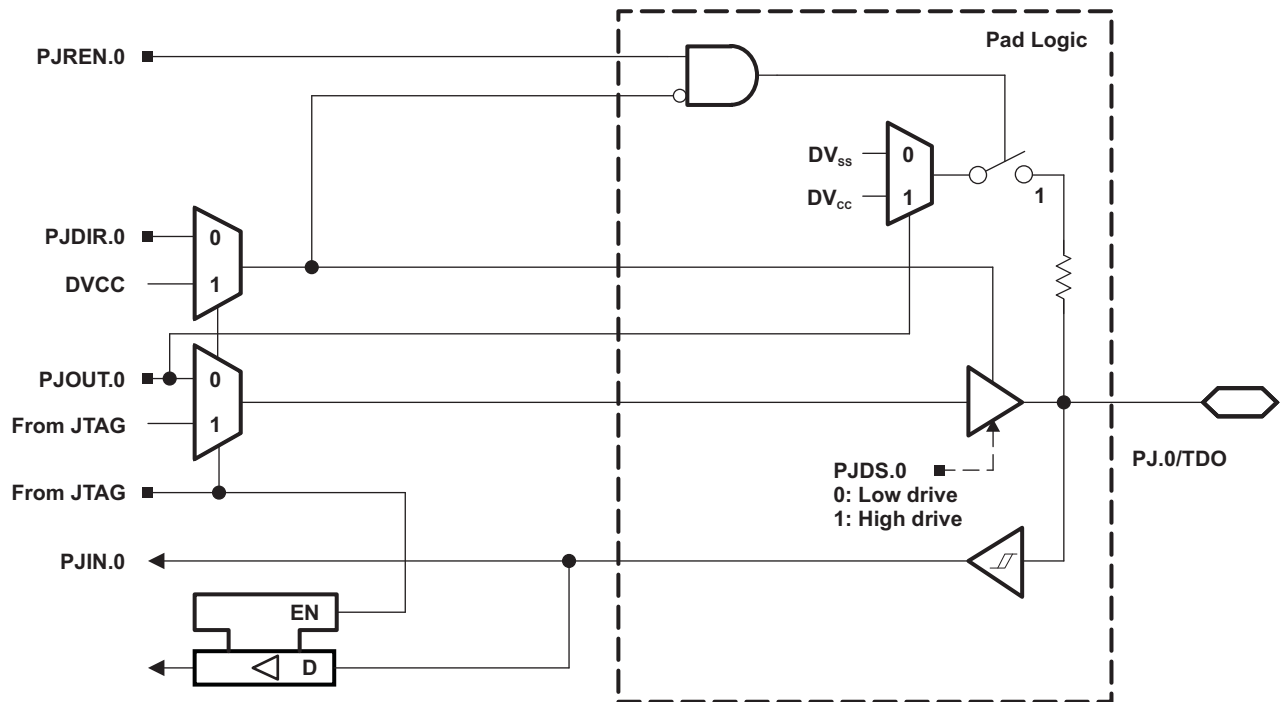 Pad Logic
PJREN.0
DVSS
0
DVCC
1
1
PJDIR.0
0
DVCC
1
PJOUT.0
0
From JTAG
1
PJ.0/TDO
PJDS.0
0: Low drive
1: High drive
From JTAG
PJIN.0
EN
D